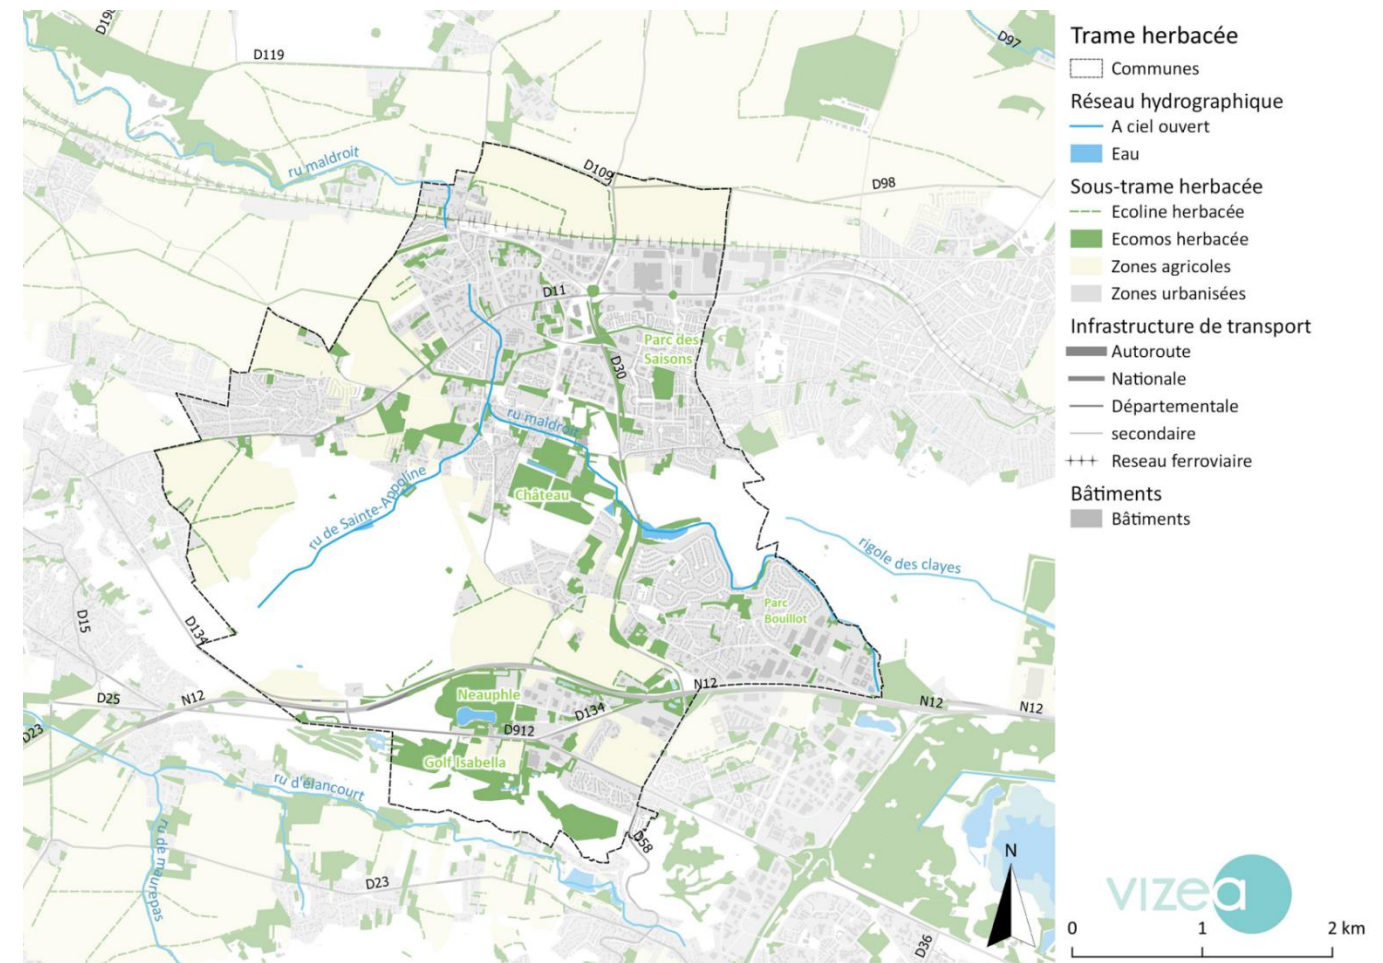 D190
D119
D97
ru maldroit
D109
D98
D11
Parc des
Saisons
D30
ru maldroit
Château
ru de Sainte-Appoline
rigole des clayes
Parc
Bouillot
D15
D134
D25
N12
D23
Neauphle
N12
D134
D912
N12
N12
Golf Isabella
ru d'élancourt
ru de maurepas
D58
D23
D36
N
Trame herbacée
Communes
Réseau hydrographique
A ciel ouvert
Eau
Sous-trame herbacée
Ecoline herbacée
Ecomos herbacée
Zones agricoles
Zones urbanisées
Infrastructure de transport
Autoroute
Nationale
Départementale
secondaire
Reseau ferroviaire
Bâtiments
Bâtiments
vizea
0 1 2 km